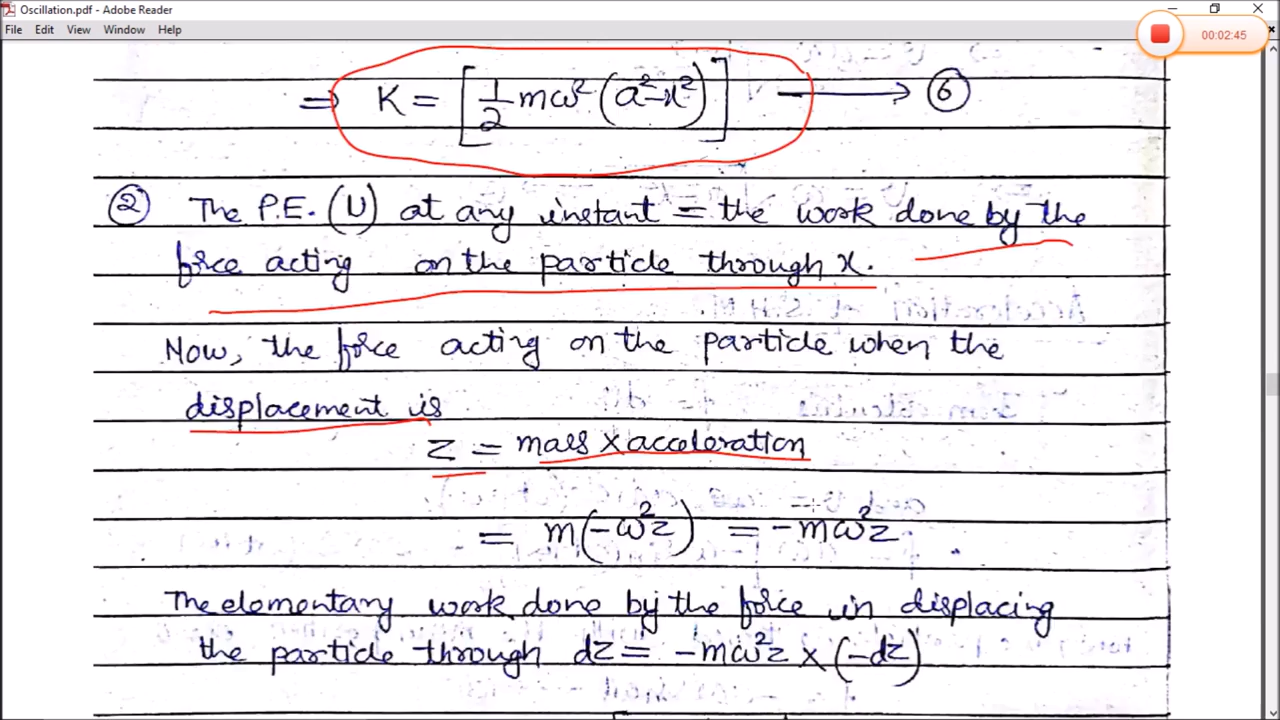 Oscillation.pdf - Adobe Reader
File Edit View Window Help
00:02:45
⇒ K = [1/2 mω² (a²-x²)] → ⑥
② The P.E. (U) at any instant = the work done by the
force acting on the particle through x.
Now, the force acting on the particle when the
displacement is
z = mass x acceleration
= m(-ω²z) = -mω²z
The elementary work done by the force in displacing
the particle through dz = -mω²z × (-dz)